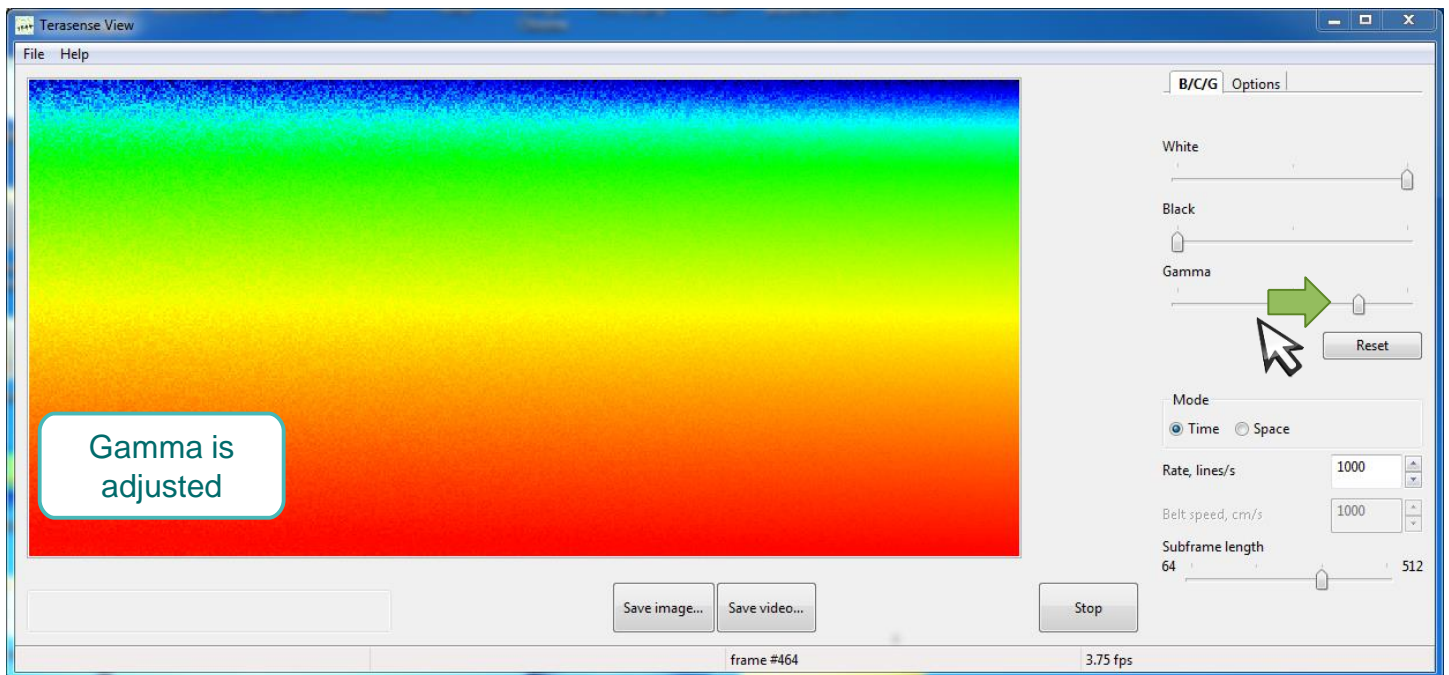 Terasense View
File Help
B/C/G Options
White
Black
Gamma
Reset
Mode
Time Space
Rate, lines/s 1000
Belt speed, cm/s 1000
Subframe length
64 512
Gamma is
adjusted
Save image... Save video... Stop
frame #464 3.75 fps